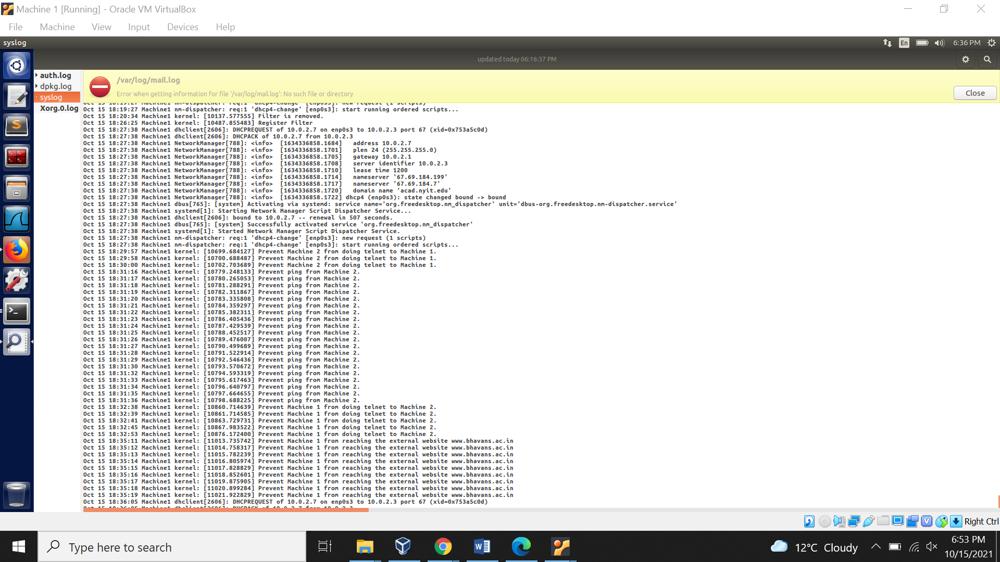 Machine 1 [Running] - Oracle VM VirtualBox
File Machine View Input Devices Help
syslog
En
6:36 PM
updated today 06:16:37 PM
auth.log
dpkg.log
syslog
Xorg.0.log
/var/log/mail.log
Error when getting information for file '/var/log/mail.log': No such file or directory
Close
Oct 15 18:19:27 Machine1 nm-dispatcher: req:1 'dhcp4-change' [enp0s3]: new request (1 scripts)
Oct 15 18:19:27 Machine1 nm-dispatcher: req:1 'dhcp4-change' [enp0s3]: start running ordered scripts...
Oct 15 18:20:34 Machine1 kernel: [10137.577555] Filter is removed.
Oct 15 18:26:25 Machine1 kernel: [10487.855483] Register Filter
Oct 15 18:27:38 Machine1 dhclient[2606]: DHCPREQUEST of 10.0.2.7 on enp0s3 to 10.0.2.3 port 67 (xid=0x753a5c0d)
Oct 15 18:27:38 Machine1 dhclient[2606]: DHCPACK of 10.0.2.7 from 10.0.2.3
Oct 15 18:27:38 Machine1 NetworkManager[788]: <info>  [1634336858.1684]   address 10.0.2.7
Oct 15 18:27:38 Machine1 NetworkManager[788]: <info>  [1634336858.1701]   plen 24 (255.255.255.0)
Oct 15 18:27:38 Machine1 NetworkManager[788]: <info>  [1634336858.1705]   gateway 10.0.2.1
Oct 15 18:27:38 Machine1 NetworkManager[788]: <info>  [1634336858.1708]   server identifier 10.0.2.3
Oct 15 18:27:38 Machine1 NetworkManager[788]: <info>  [1634336858.1710]   lease time 1200
Oct 15 18:27:38 Machine1 NetworkManager[788]: <info>  [1634336858.1714]   nameserver '67.69.184.199'
Oct 15 18:27:38 Machine1 NetworkManager[788]: <info>  [1634336858.1717]   nameserver '67.69.184.7'
Oct 15 18:27:38 Machine1 NetworkManager[788]: <info>  [1634336858.1720]   domain name 'acad.nyit.edu'
Oct 15 18:27:38 Machine1 NetworkManager[788]: <info>  [1634336858.1722] dhcp4 (enp0s3): state changed bound -> bound
Oct 15 18:27:38 Machine1 dbus[765]: [system] Activating via systemd: service name='org.freedesktop.nm_dispatcher' unit='dbus-org.freedesktop.nm-dispatcher.service'
Oct 15 18:27:38 Machine1 systemd[1]: Starting Network Manager Script Dispatcher Service...
Oct 15 18:27:38 Machine1 dhclient[2606]: bound to 10.0.2.7 -- renewal in 507 seconds.
Oct 15 18:27:38 Machine1 dbus[765]: [system] Successfully activated service 'org.freedesktop.nm_dispatcher'
Oct 15 18:27:38 Machine1 systemd[1]: Started Network Manager Script Dispatcher Service.
Oct 15 18:27:38 Machine1 nm-dispatcher: req:1 'dhcp4-change' [enp0s3]: new request (1 scripts)
Oct 15 18:27:38 Machine1 nm-dispatcher: req:1 'dhcp4-change' [enp0s3]: start running ordered scripts...
Oct 15 18:29:57 Machine1 kernel: [10699.684127] Prevent Machine 2 from doing telnet to Machine 1.
Oct 15 18:29:58 Machine1 kernel: [10700.688487] Prevent Machine 2 from doing telnet to Machine 1.
Oct 15 18:30:00 Machine1 kernel: [10702.703689] Prevent Machine 2 from doing telnet to Machine 1.
Oct 15 18:31:16 Machine1 kernel: [10779.248133] Prevent ping from Machine 2.
Oct 15 18:31:17 Machine1 kernel: [10780.265053] Prevent ping from Machine 2.
Oct 15 18:31:18 Machine1 kernel: [10781.288291] Prevent ping from Machine 2.
Oct 15 18:31:19 Machine1 kernel: [10782.311867] Prevent ping from Machine 2.
Oct 15 18:31:20 Machine1 kernel: [10783.335808] Prevent ping from Machine 2.
Oct 15 18:31:21 Machine1 kernel: [10784.359297] Prevent ping from Machine 2.
Oct 15 18:31:22 Machine1 kernel: [10785.382311] Prevent ping from Machine 2.
Oct 15 18:31:23 Machine1 kernel: [10786.405436] Prevent ping from Machine 2.
Oct 15 18:31:24 Machine1 kernel: [10787.429539] Prevent ping from Machine 2.
Oct 15 18:31:25 Machine1 kernel: [10788.452517] Prevent ping from Machine 2.
Oct 15 18:31:26 Machine1 kernel: [10789.476007] Prevent ping from Machine 2.
Oct 15 18:31:27 Machine1 kernel: [10790.499689] Prevent ping from Machine 2.
Oct 15 18:31:28 Machine1 kernel: [10791.522914] Prevent ping from Machine 2.
Oct 15 18:31:29 Machine1 kernel: [10792.546436] Prevent ping from Machine 2.
Oct 15 18:31:30 Machine1 kernel: [10793.570672] Prevent ping from Machine 2.
Oct 15 18:31:32 Machine1 kernel: [10794.593319] Prevent ping from Machine 2.
Oct 15 18:31:33 Machine1 kernel: [10795.617463] Prevent ping from Machine 2.
Oct 15 18:31:34 Machine1 kernel: [10796.640797] Prevent ping from Machine 2.
Oct 15 18:31:35 Machine1 kernel: [10797.664655] Prevent ping from Machine 2.
Oct 15 18:31:36 Machine1 kernel: [10798.688225] Prevent ping from Machine 2.
Oct 15 18:32:38 Machine1 kernel: [10860.714639] Prevent Machine 1 from doing telnet to Machine 2.
Oct 15 18:32:39 Machine1 kernel: [10861.714585] Prevent Machine 1 from doing telnet to Machine 2.
Oct 15 18:32:41 Machine1 kernel: [10863.729731] Prevent Machine 1 from doing telnet to Machine 2.
Oct 15 18:32:45 Machine1 kernel: [10867.983522] Prevent Machine 1 from doing telnet to Machine 2.
Oct 15 18:32:53 Machine1 kernel: [10876.172400] Prevent Machine 1 from doing telnet to Machine 2.
Oct 15 18:35:11 Machine1 kernel: [11013.735742] Prevent Machine 1 from reaching the external website www.bhavans.ac.in
Oct 15 18:35:12 Machine1 kernel: [11014.758317] Prevent Machine 1 from reaching the external website www.bhavans.ac.in
Oct 15 18:35:13 Machine1 kernel: [11015.782239] Prevent Machine 1 from reaching the external website www.bhavans.ac.in
Oct 15 18:35:14 Machine1 kernel: [11016.805974] Prevent Machine 1 from reaching the external website www.bhavans.ac.in
Oct 15 18:35:15 Machine1 kernel: [11017.828829] Prevent Machine 1 from reaching the external website www.bhavans.ac.in
Oct 15 18:35:16 Machine1 kernel: [11018.852601] Prevent Machine 1 from reaching the external website www.bhavans.ac.in
Oct 15 18:35:17 Machine1 kernel: [11019.875905] Prevent Machine 1 from reaching the external website www.bhavans.ac.in
Oct 15 18:35:18 Machine1 kernel: [11020.899284] Prevent Machine 1 from reaching the external website www.bhavans.ac.in
Oct 15 18:35:19 Machine1 kernel: [11021.922829] Prevent Machine 1 from reaching the external website www.bhavans.ac.in
Oct 15 18:36:05 Machine1 dhclient[2606]: DHCPREQUEST of 10.0.2.7 on enp0s3 to 10.0.2.3 port 67 (xid=0x753a5c0d)
Oct 15 18:36:05 Machine1 dhclient[2606]: DHCPACK of 10.0.2.7 from 10.0.2.3
Right Ctrl
Type here to search
12°C Cloudy
6:53 PM
10/15/2021